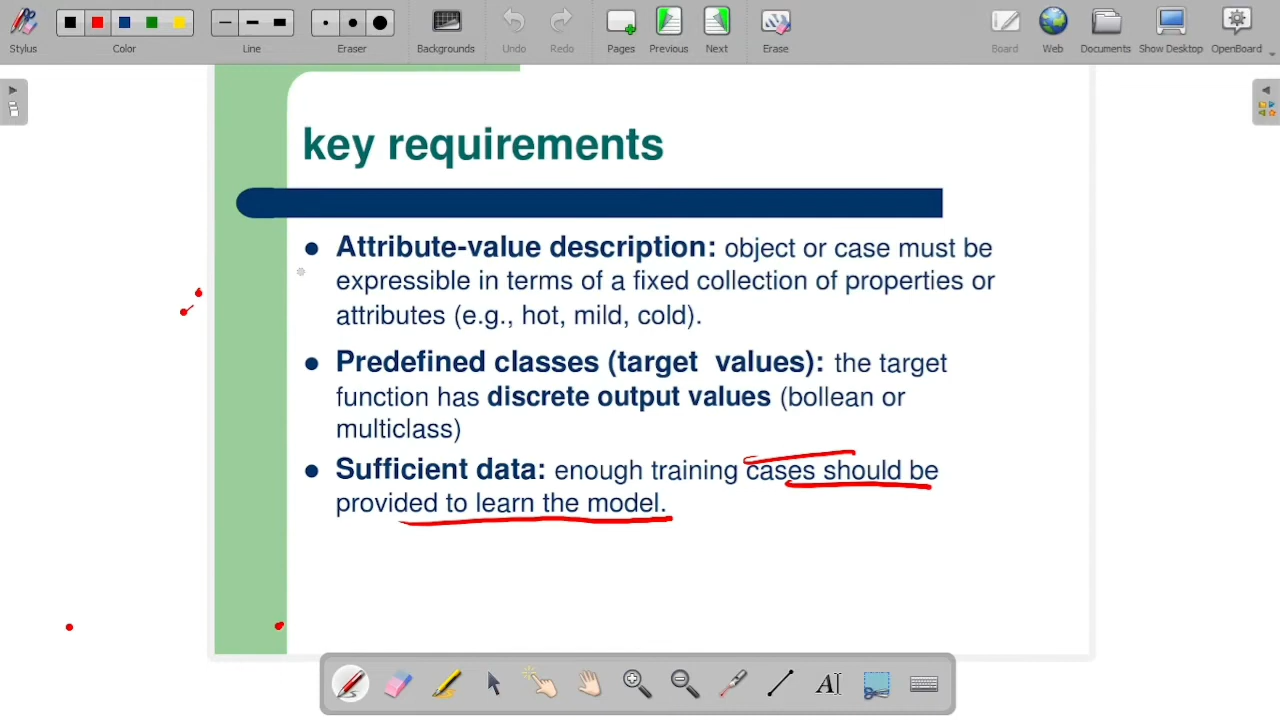 Stylus Color Line Eraser Backgrounds Undo Redo Pages Previous Next Erase Board Web Documents Show Desktop OpenBoard
key requirements
Attribute-value description: object or case must be
expressible in terms of a fixed collection of properties or
attributes (e.g., hot, mild, cold).
Predefined classes (target values): the target
function has discrete output values (bollean or
multiclass)
Sufficient data: enough training cases should be
provided to learn the model.